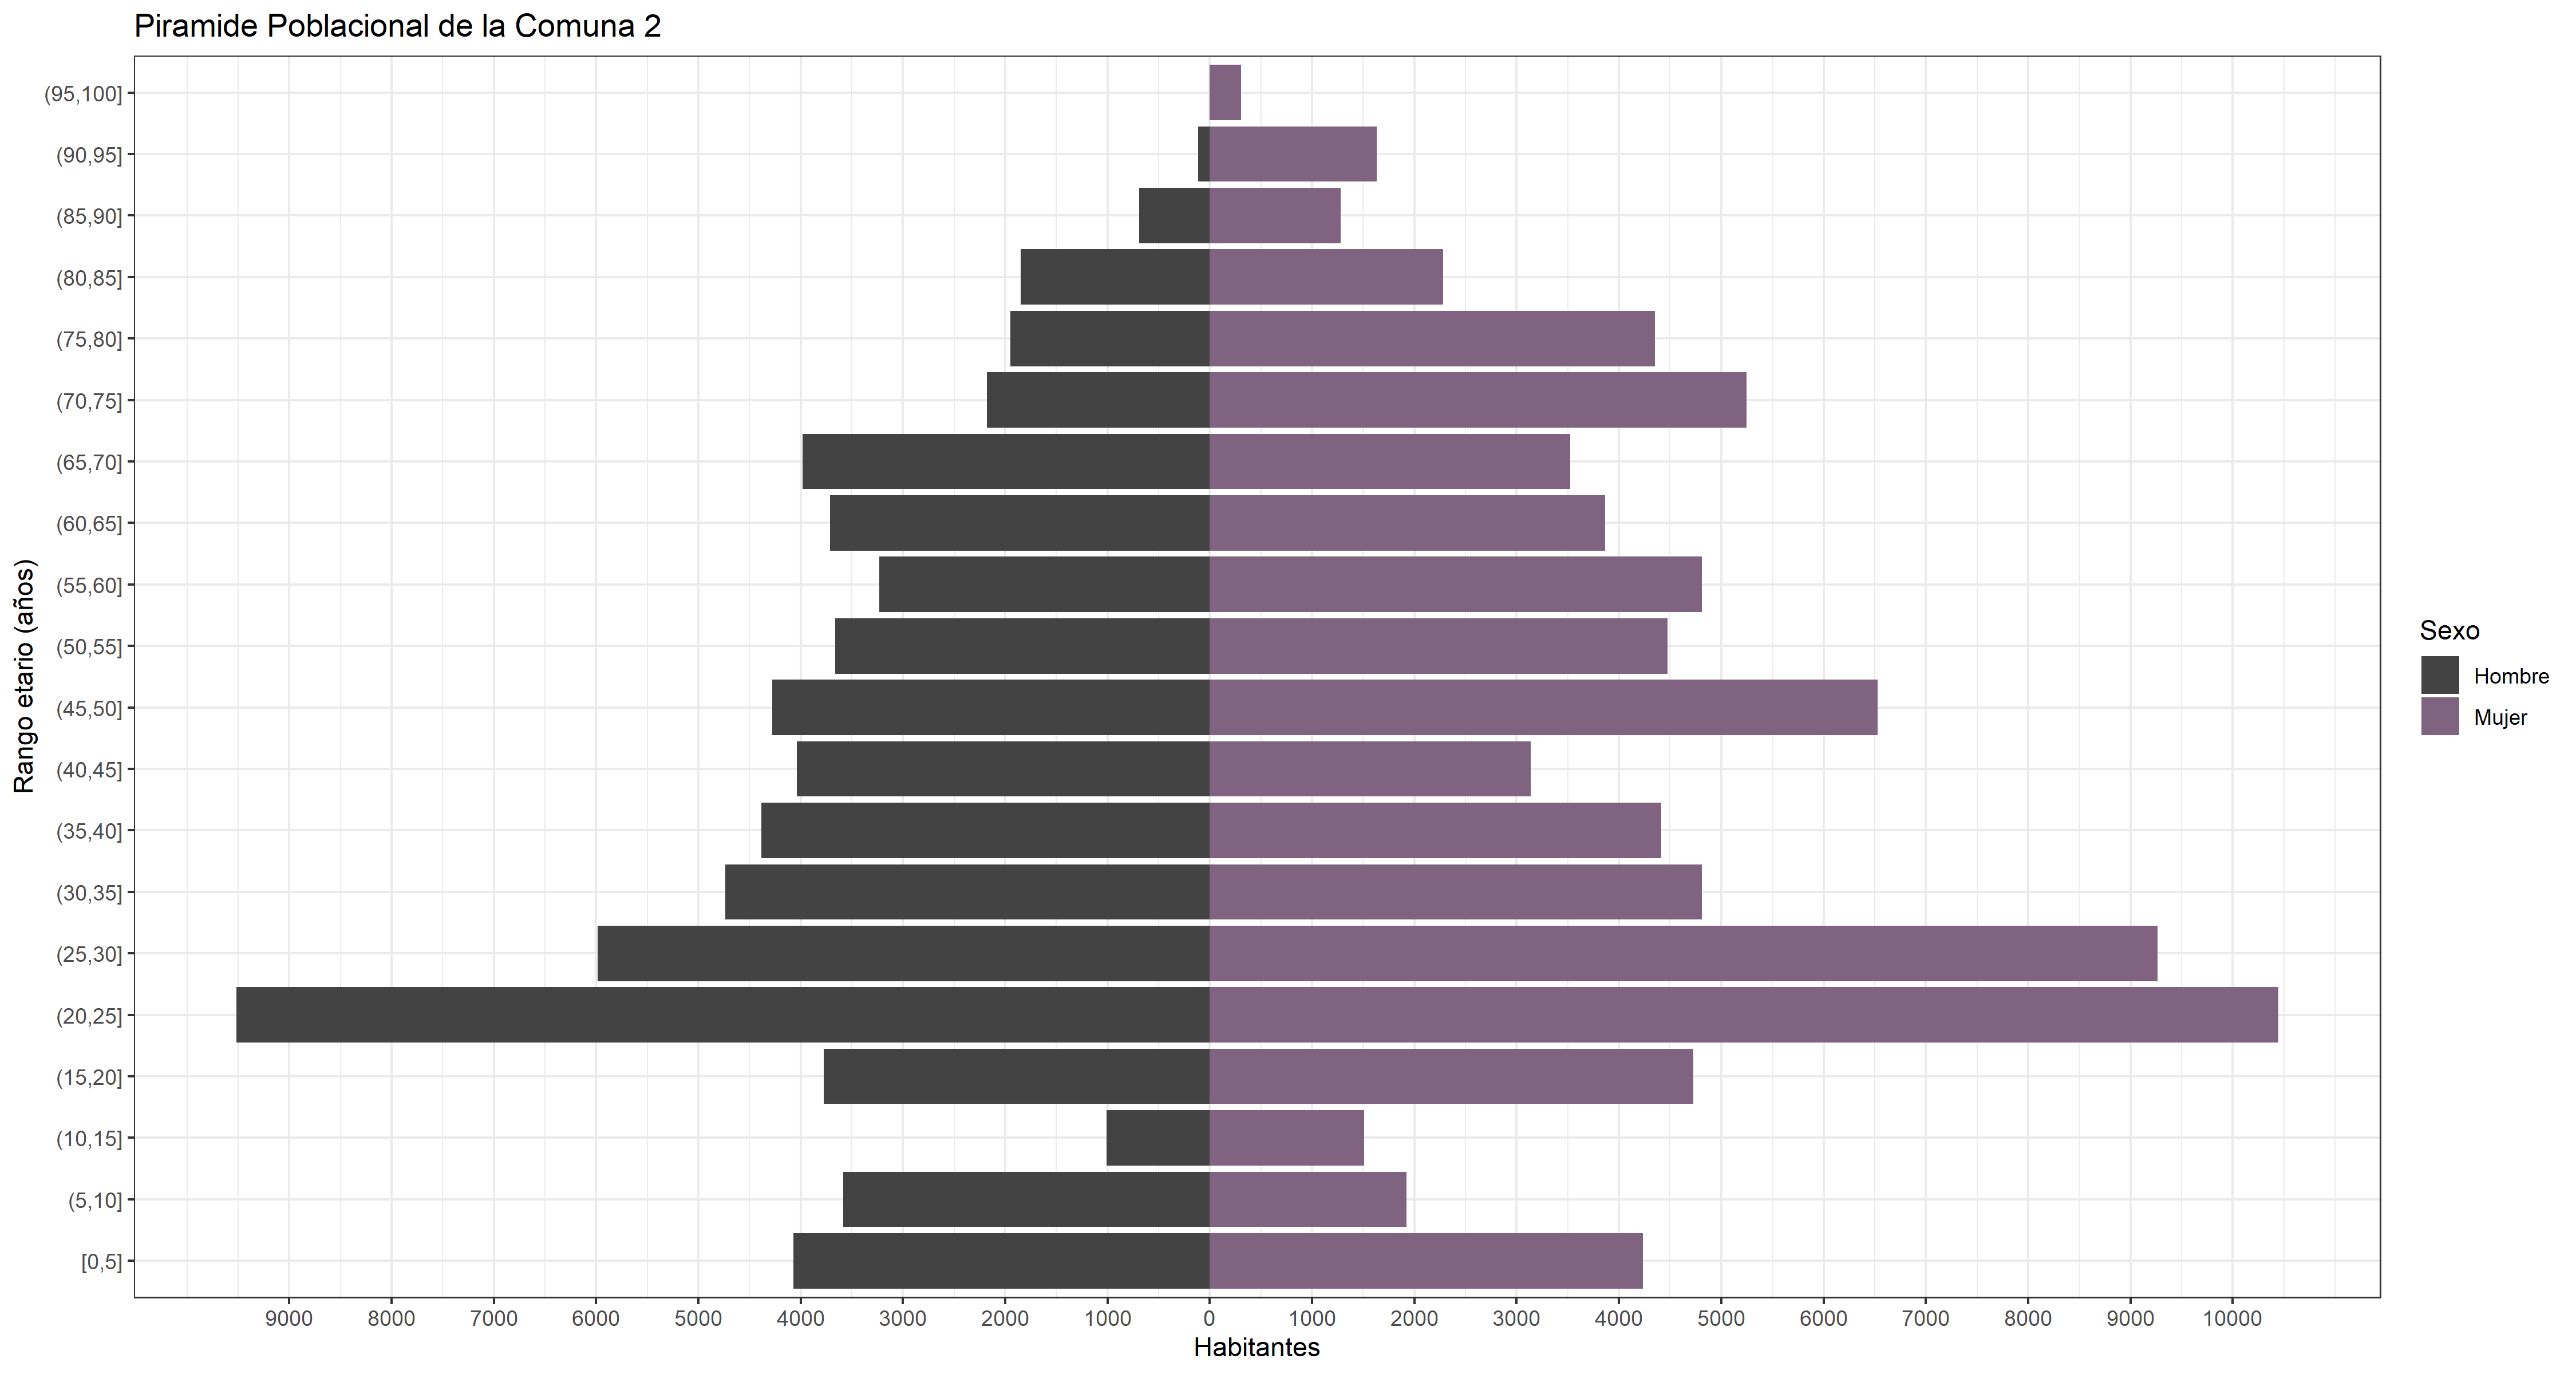 Piramide Poblacional de la Comuna 2
(95,100]
(90,95]
(85,90]
(80,85]
(75,80]
(70,75]
(65,70]
(60,65]
(55,60]
(50,55]
(45,50]
(40,45]
(35,40]
(30,35]
(25,30]
(20,25]
(15,20]
(10,15]
(5,10]
[0,5]
Rango etario (años)
9000 8000 7000 6000 5000 4000 3000 2000 1000 0 1000 2000 3000 4000 5000 6000 7000 8000 9000 10000
Habitantes
Sexo
Hombre
Mujer